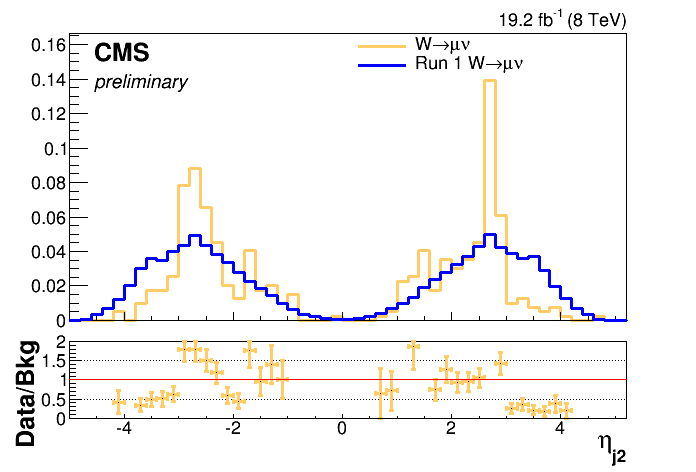 19.2 fb⁻¹ (8 TeV)
CMS
preliminary
W→μν
Run 1 W→μν
0.16
0.14
0.12
0.1
0.08
0.06
0.04
0.02
0
2
1.5
1
0.5
0
Data/Bkg
-4 -2 0 2 4
η_j2